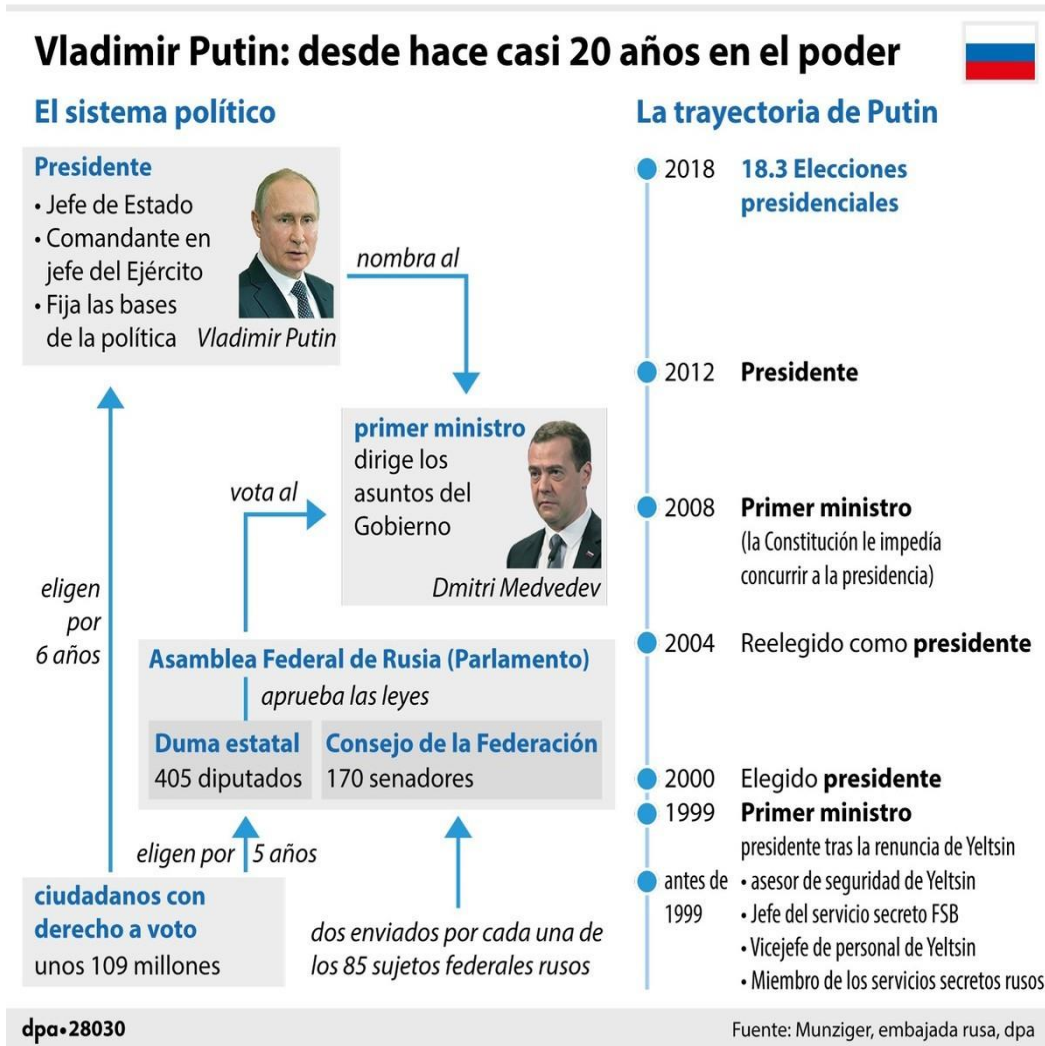 Vladimir Putin: desde hace casi 20 años en el poder
El sistema político
Presidente
• Jefe de Estado
• Comandante en
jefe del Ejército
• Fija las bases
de la política
Vladimir Putin
nombra al
primer ministro
dirige los
asuntos del
Gobierno
Dmitri Medvedev
vota al
eligen
por
6 años
Asamblea Federal de Rusia (Parlamento)
aprueba las leyes
Duma estatal
405 diputados
Consejo de la Federación
170 senadores
eligen por 5 años
ciudadanos con
derecho a voto
unos 109 millones
dos enviados por cada una de
los 85 sujetos federales rusos
La trayectoria de Putin
2018 18.3 Elecciones
presidenciales
2012 Presidente
2008 Primer ministro
(la Constitución le impedía
concurrir a la presidencia)
2004 Reelegido como presidente
2000 Elegido presidente
1999 Primer ministro
presidente tras la renuncia de Yeltsin
antes de • asesor de seguridad de Yeltsin
1999 • Jefe del servicio secreto FSB
• Vicejefe de personal de Yeltsin
• Miembro de los servicios secretos rusos
dpa•28030
Fuente: Munziger, embajada rusa, dpa